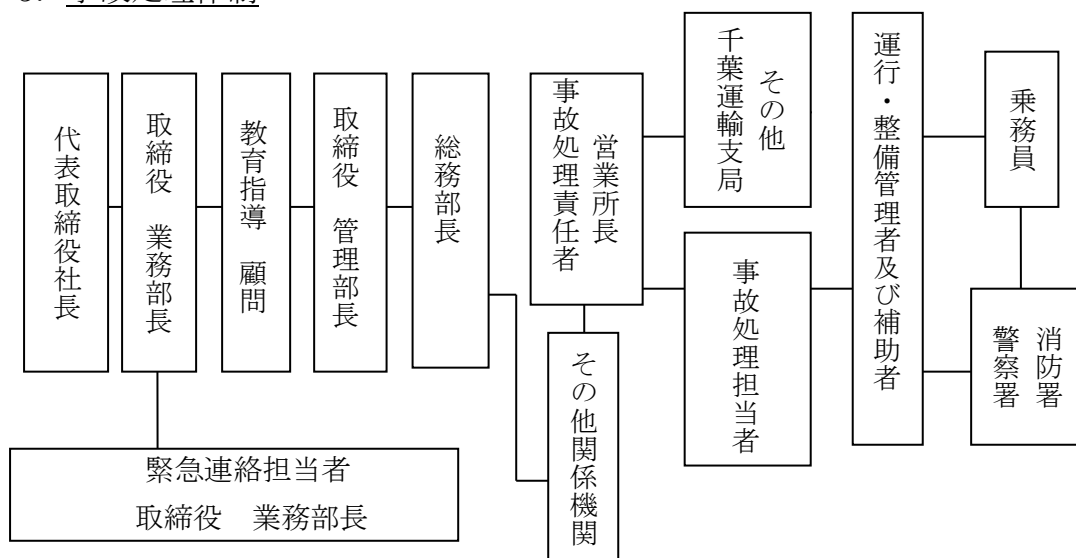 事故処理体制
代表取締役社長
取締役　業務部長
教育指導　顧問
取締役　管理部長
総務部長
営業所長
事故処理責任者
その他
千葉運輸支局
運行・整備管理者及び補助者
乗務員
事故処理担当者
消防署
警察署
その他関係機関
緊急連絡担当者
取締役　業務部長